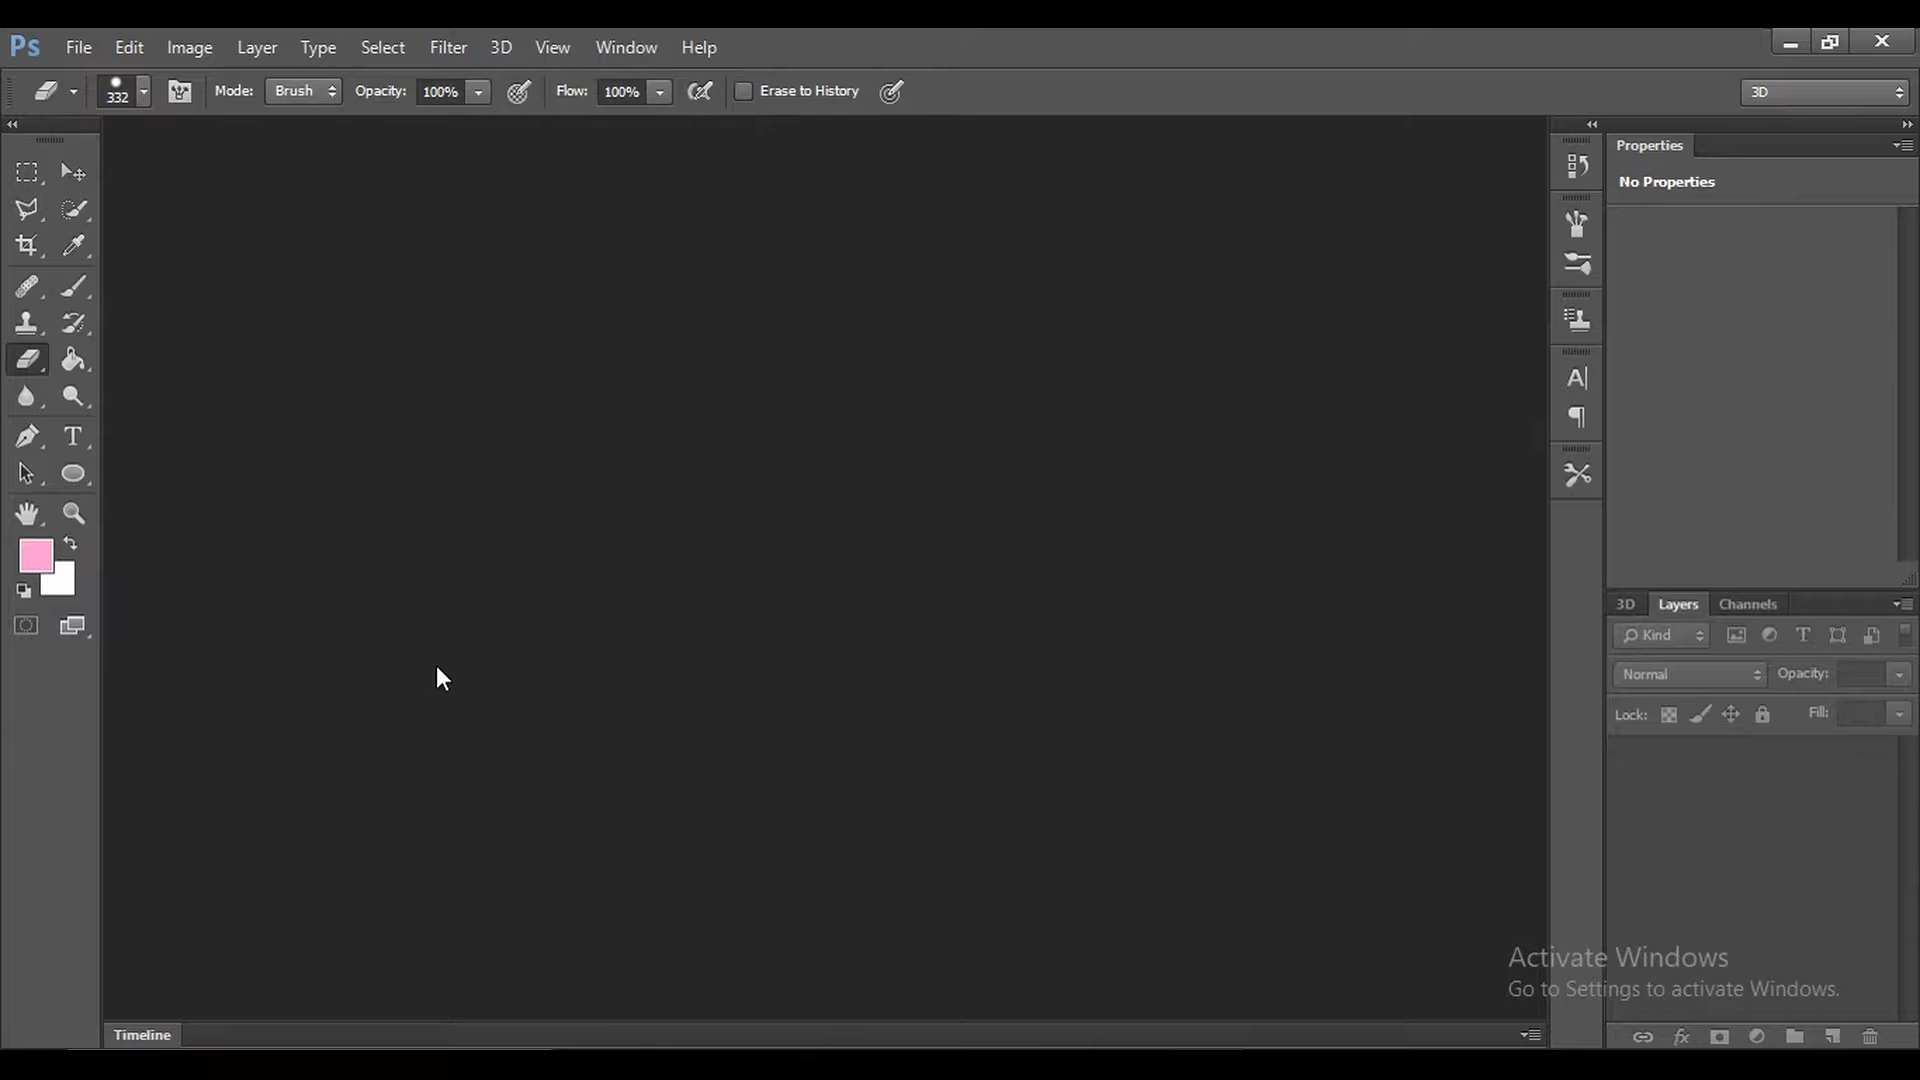 Ps File Edit Image Layer Type Select Filter 3D View Window Help
332 Mode: Brush Opacity: 100% Flow: 100% Erase to History 3D
Properties
No Properties
3D Layers Channels
Kind
Normal Opacity:
Lock: Fill:
Activate Windows
Go to Settings to activate Windows.
Timeline